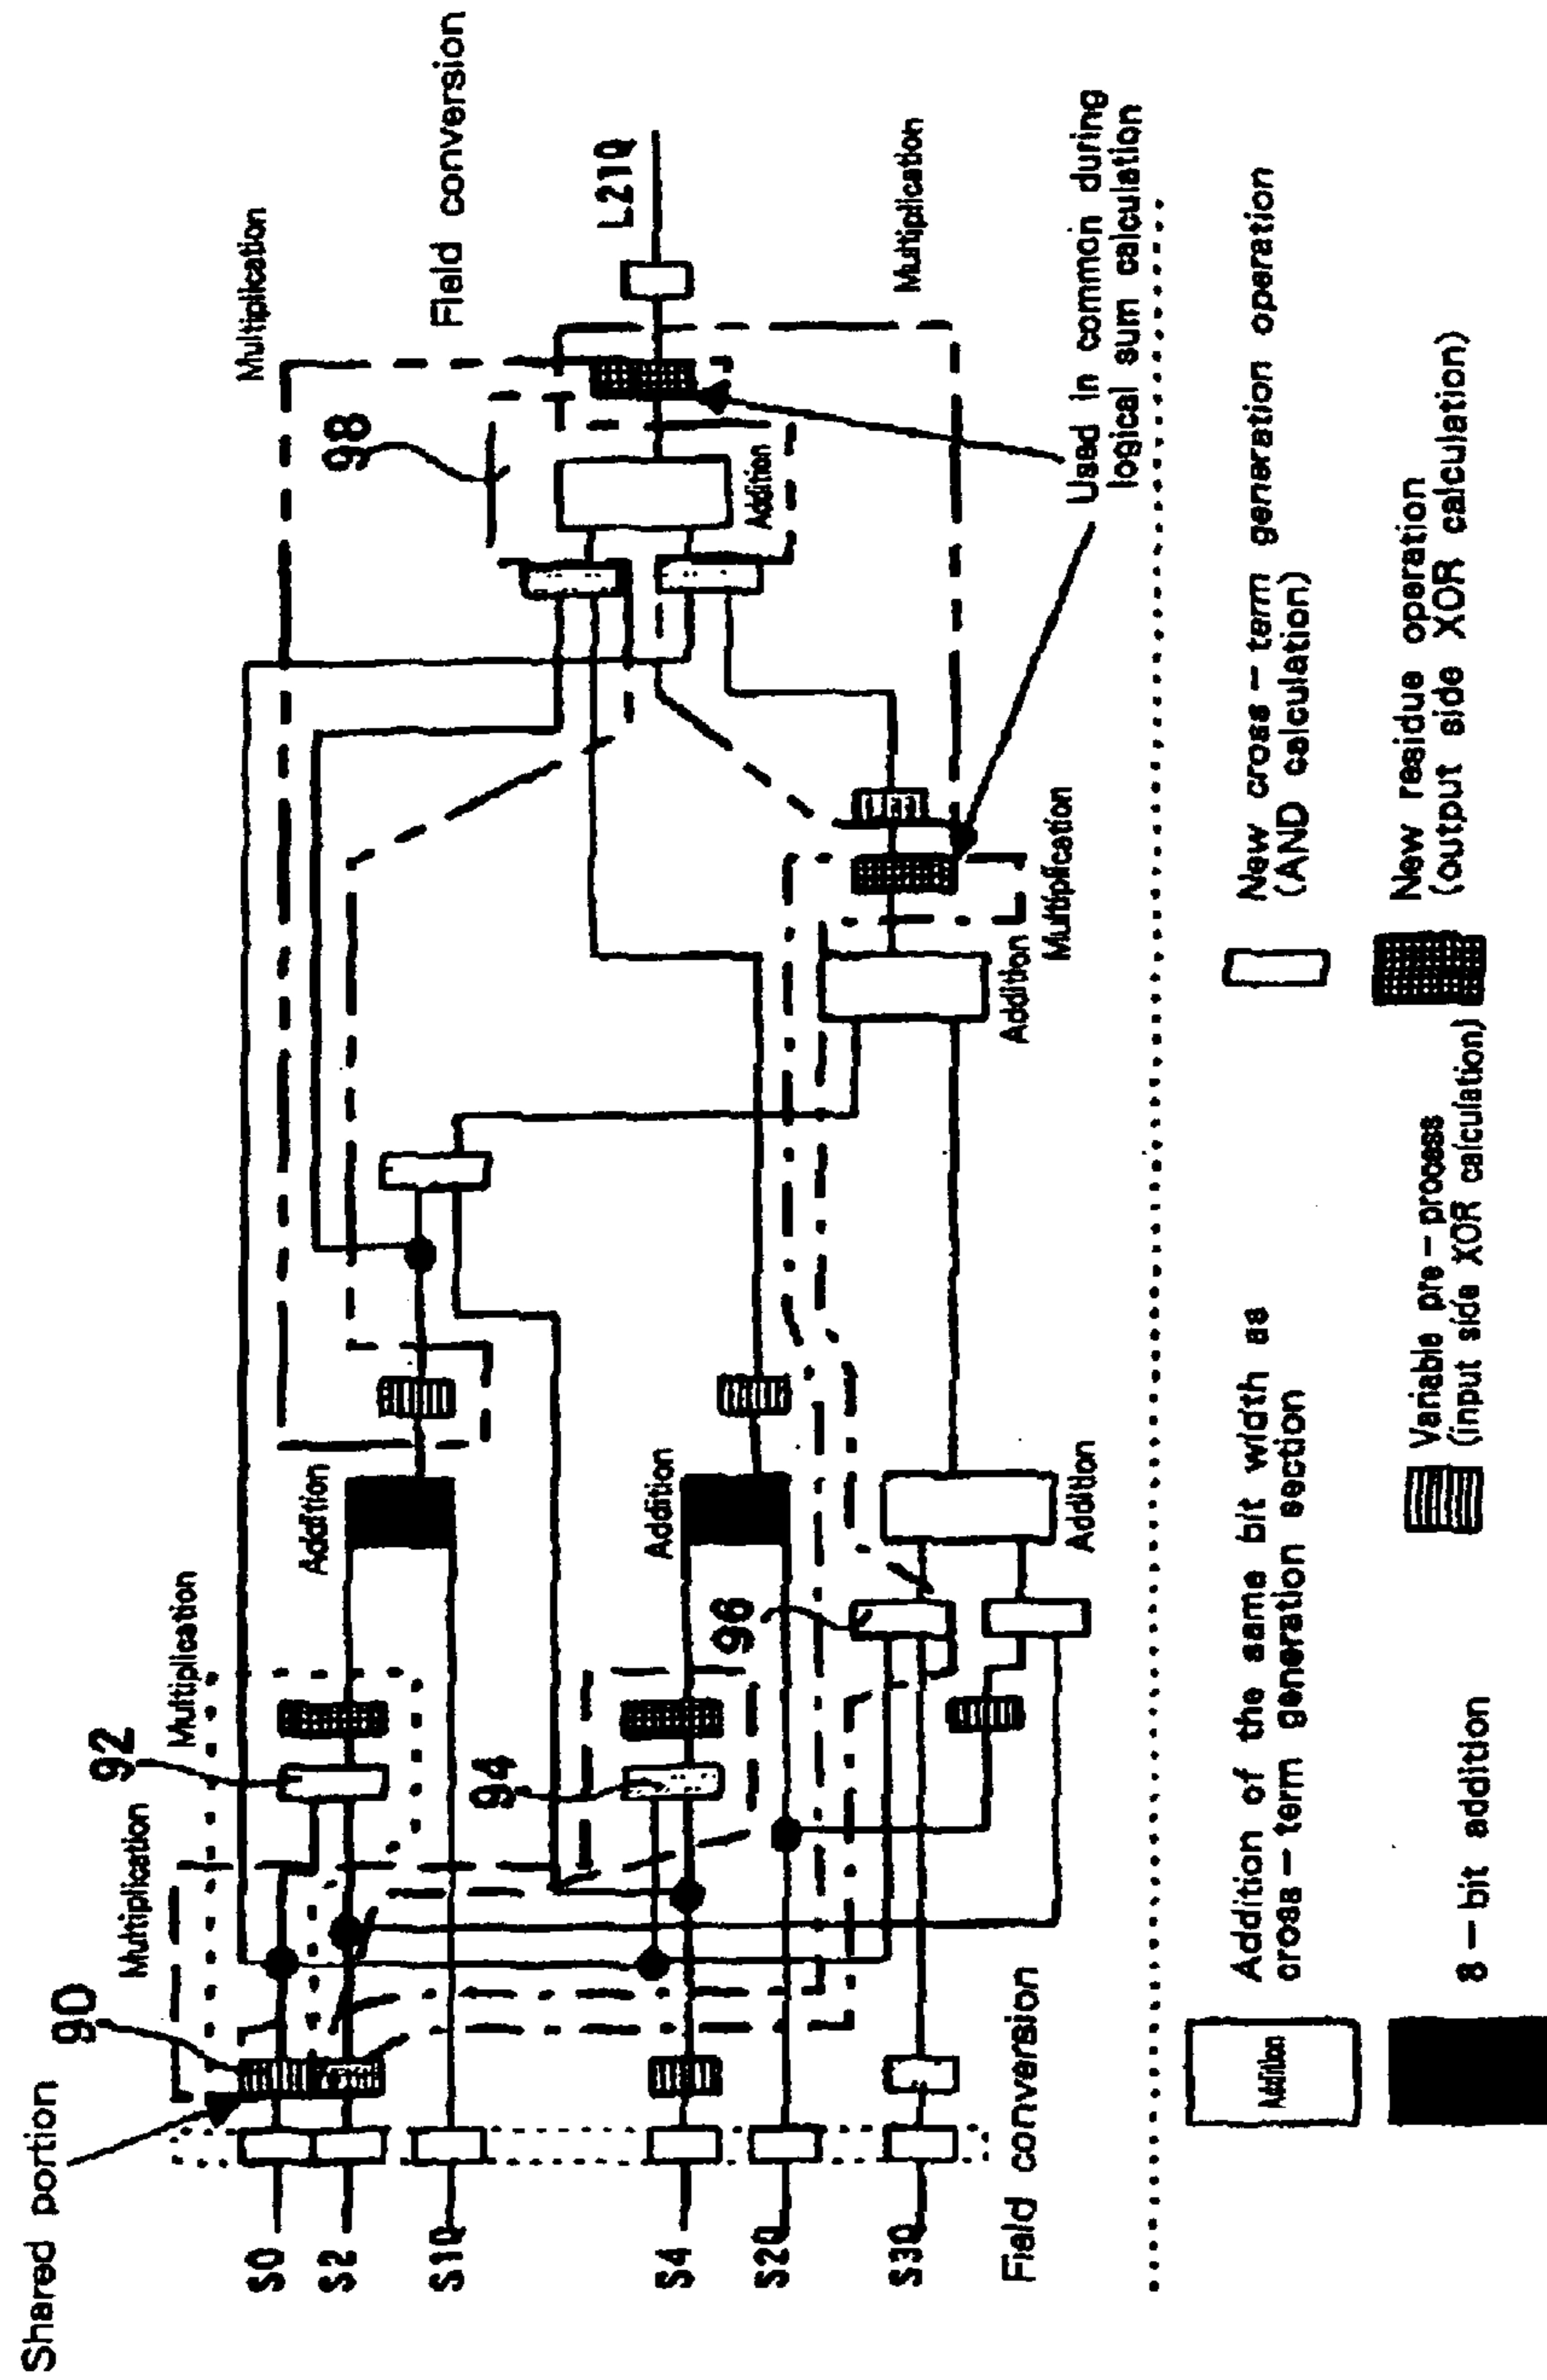 Shared portion
90
92
98
Multiplication
Multiplication
Multiplication
Field conversion
S0
S2
S10
S4
S20
S30
94
96
Addition
Addition
Addition
Addition
Addition
Multiplication
L210
Multiplication
Field conversion
Used in common during
logical sum calculation
Addition
Addition of the same bit width as
cross-term generation section
New cross-term generation operation
(AND calculation)
8-bit addition
Variable pre-process
(input side XOR calculation)
New residue operation
(output side XOR calculation)